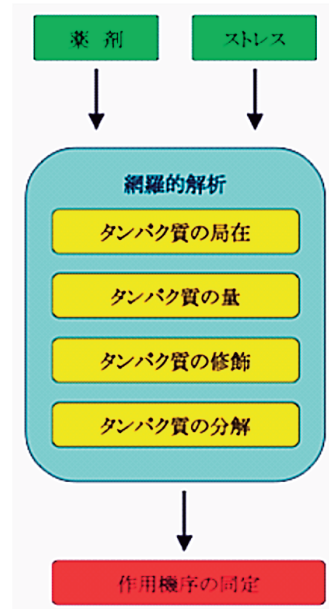 薬 剤
ストレス
網羅的解析
タンパク質の局在
タンパク質の量
タンパク質の修飾
タンパク質の分解
作用機序の同定